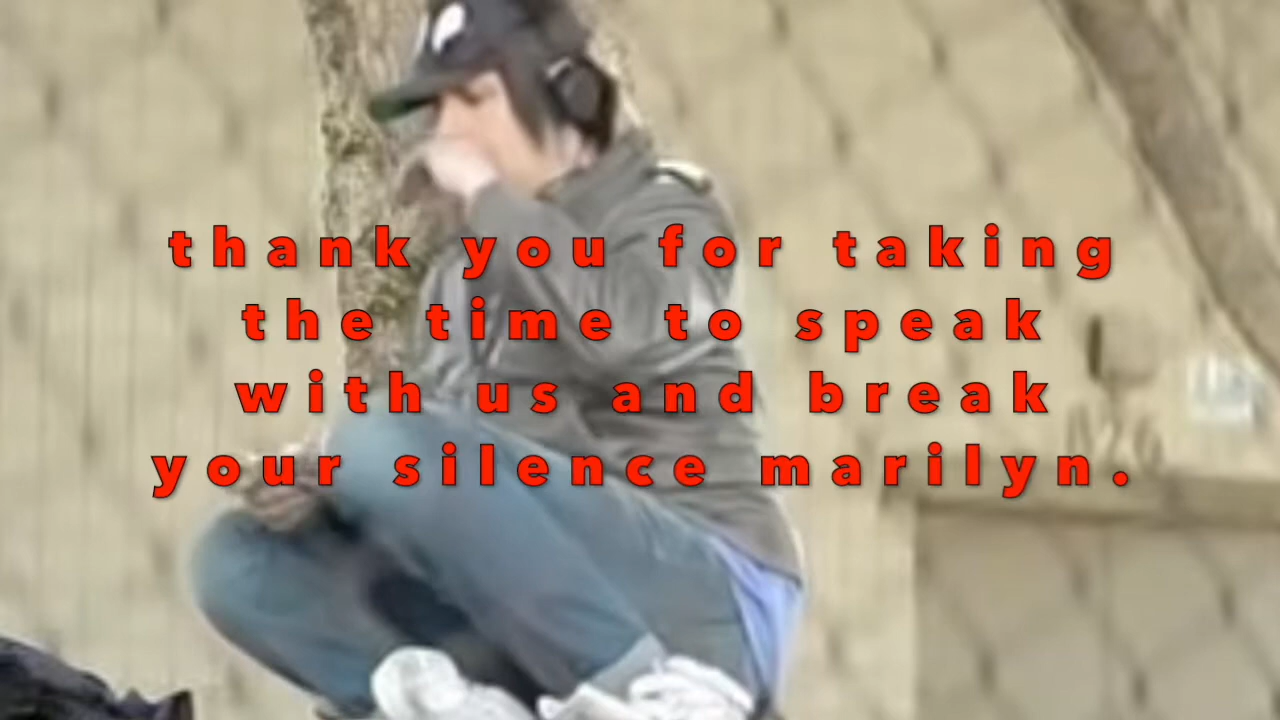 thank you for taking
the time to speak
with us and break
your silence marilyn.